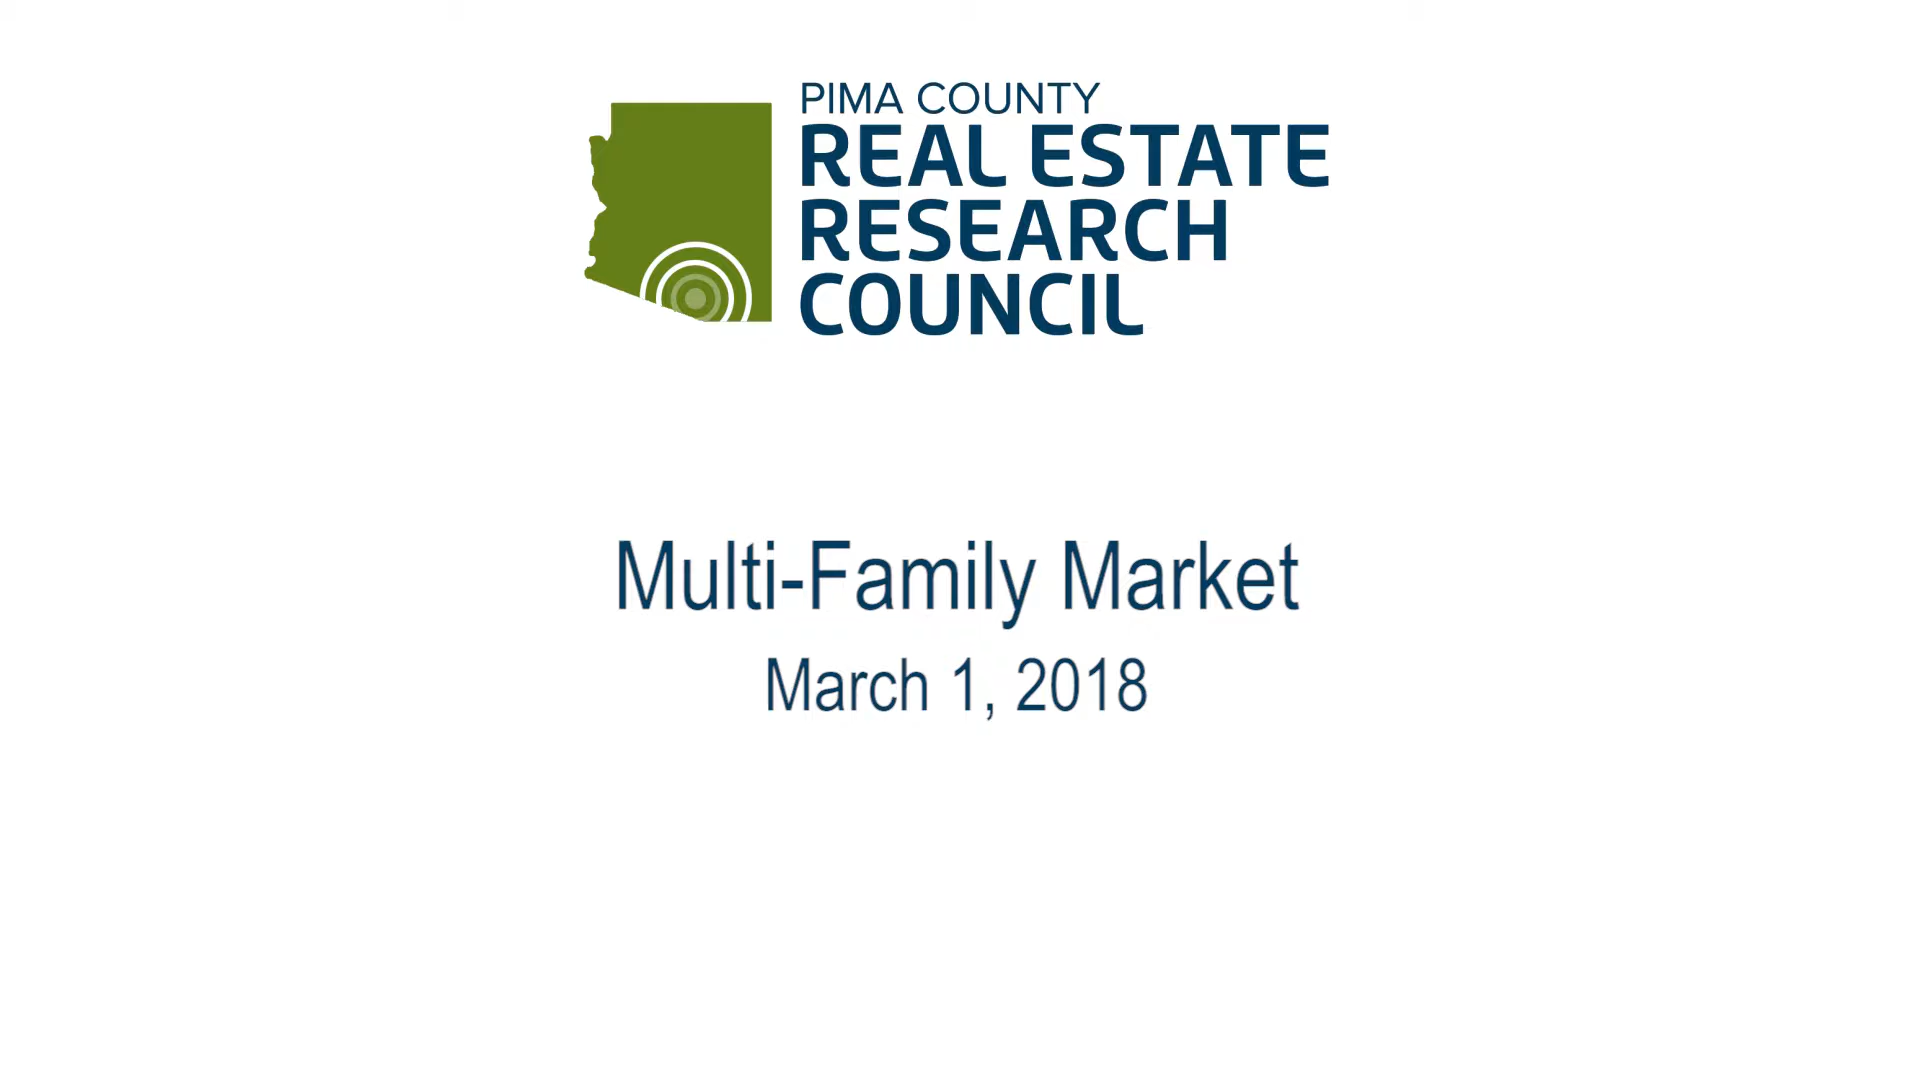 PIMA COUNTY
REAL ESTATE
RESEARCH
COUNCIL
Multi-Family Market
March 1, 2018